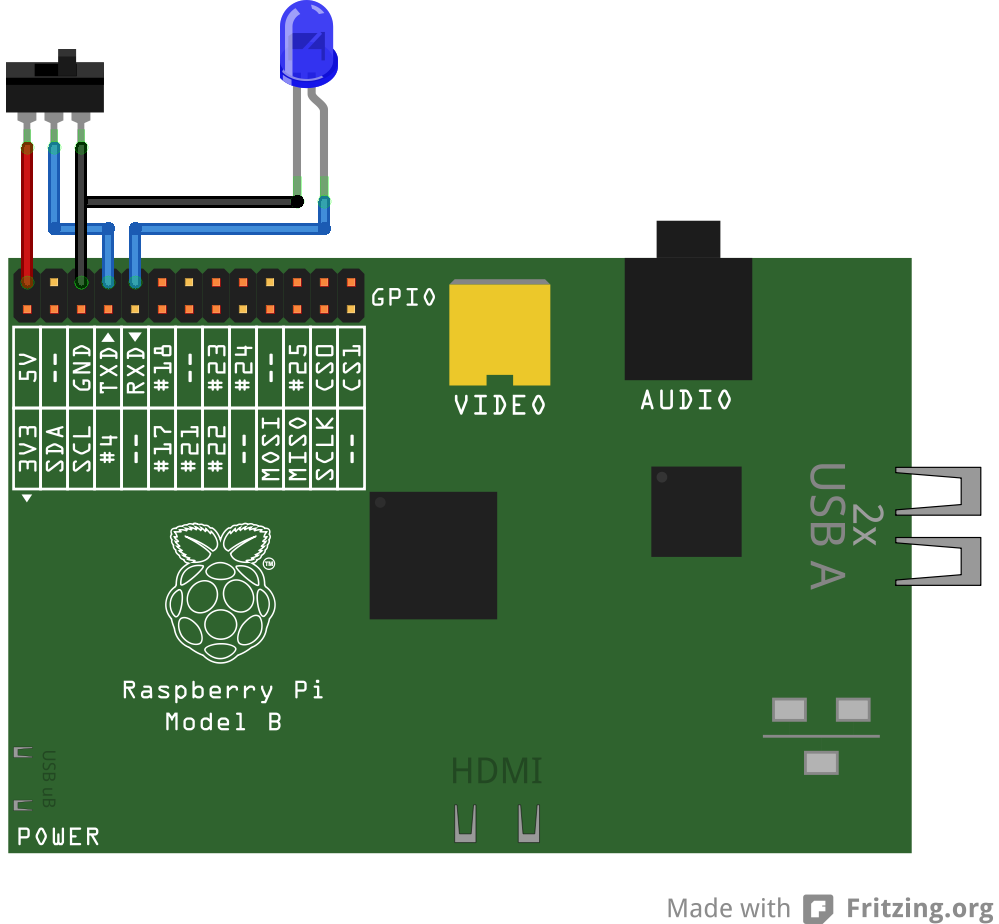 GPIO
5V -- GND TXD RXD #18 -- #23 #24 -- #25 CS0 CS1
3V3 SDA SCL #4 -- #17 #21 #22 -- MOSI MISO SCLK --
VIDEO
AUDIO
2x
USB A
TM
Raspberry Pi
Model B
USB uB
HDMI
POWER
Made with Fritzing.org